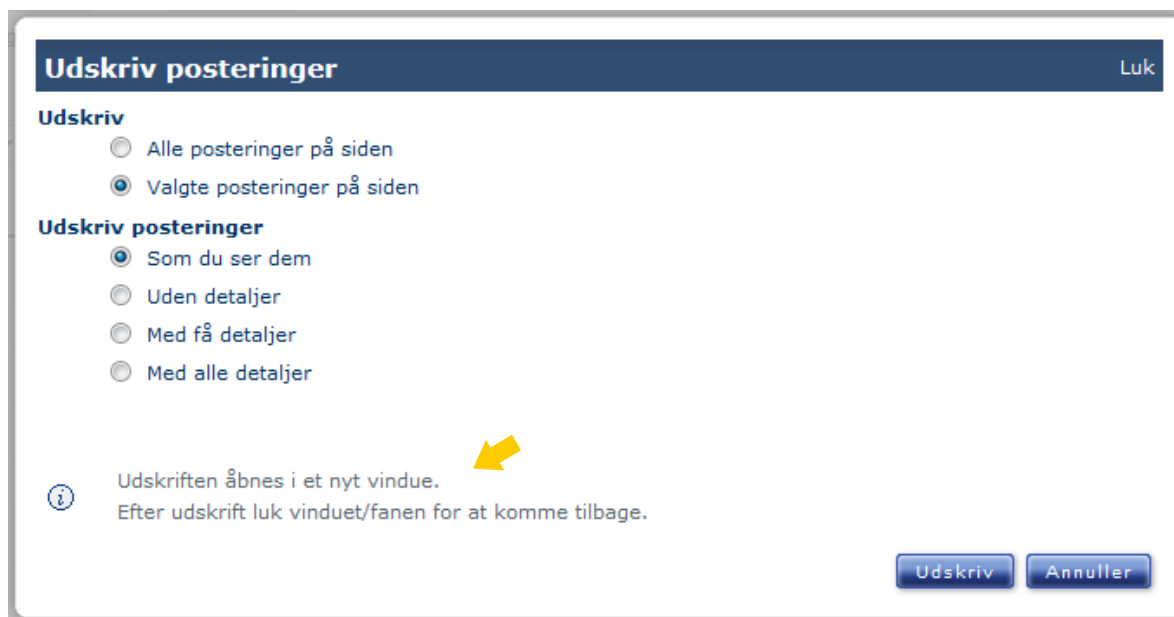 Udskriv posteringer
Luk
Udskriv
Alle posteringer på siden
Valgte posteringer på siden
Udskriv posteringer
Som du ser dem
Uden detaljer
Med få detaljer
Med alle detaljer
Udskriften åbnes i et nyt vindue.
Efter udskrift luk vinduet/fanen for at komme tilbage.
Udskriv
Annuller